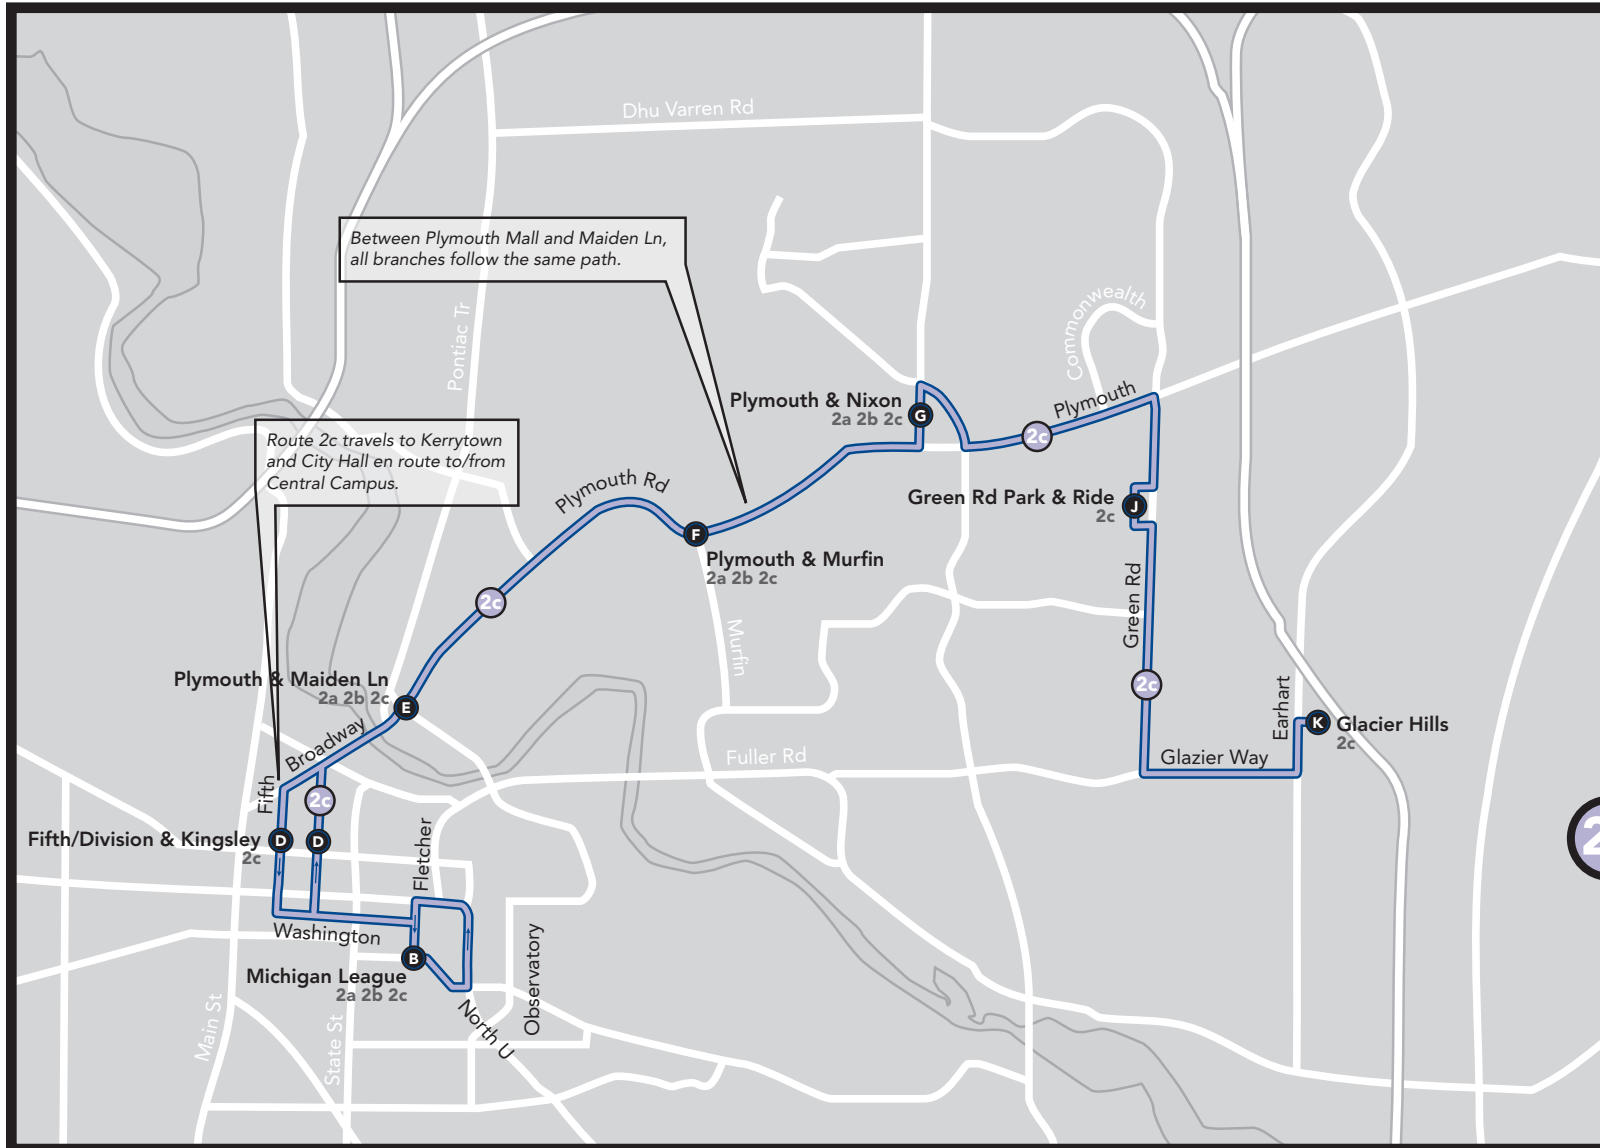 Dhu Varren Rd
Between Plymouth Mall and Maiden Ln,
all branches follow the same path.
Pontiac Tr
Commonwealth
Plymouth
Plymouth & Nixon
2a 2b 2c
G
2c
Route 2c travels to Kerrytown
and City Hall en route to/from
Central Campus.
Plymouth Rd
Green Rd Park & Ride
2c
J
F
Plymouth & Murfin
2a 2b 2c
2c
Green Rd
Murfin
Plymouth & Maiden Ln
2a 2b 2c
E
2c
Earhart
K
Glacier Hills
2c
Broadway
Fuller Rd
Glazier Way
Fifth
2c
Fifth/Division & Kingsley
2c
D
D
Fletcher
Washington
Observatory
B
Michigan League
2a 2b 2c
North U
Main St
State St